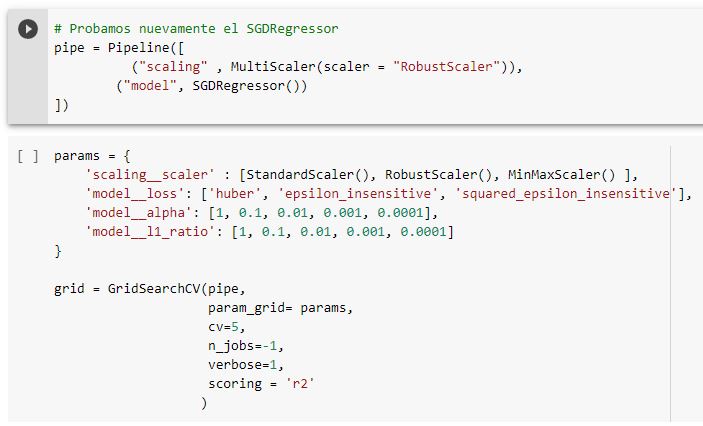 # Probamos nuevamente el SGDRegressor
pipe = Pipeline([
("scaling" , MultiScaler(scaler = "RobustScaler")),
("model", SGDRegressor())
])
[ ] params = {
'scaling__scaler' : [StandardScaler(), RobustScaler(), MinMaxScaler() ],
'model__loss': ['huber', 'epsilon_insensitive', 'squared_epsilon_insensitive'],
'model__alpha': [1, 0.1, 0.01, 0.001, 0.0001],
'model__l1_ratio': [1, 0.1, 0.01, 0.001, 0.0001]
}
grid = GridSearchCV(pipe,
param_grid= params,
cv=5,
n_jobs=-1,
verbose=1,
scoring = 'r2'
)